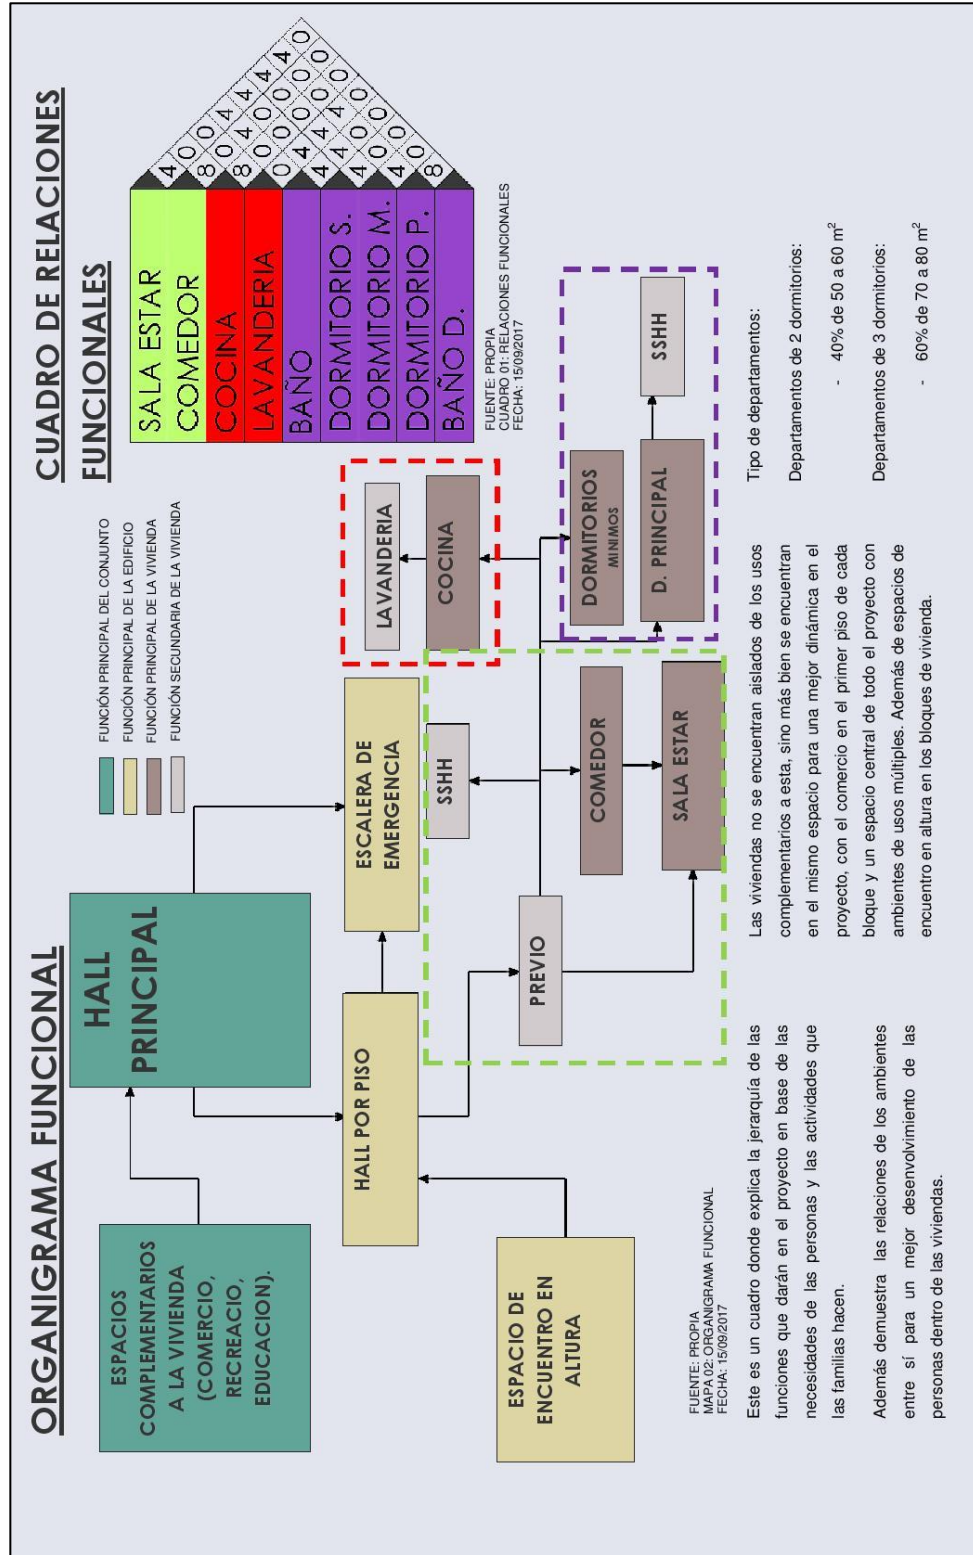 ORGANIGRAMA FUNCIONAL
ESPACIOS
COMPLEMENTARIOS
A LA VIVIENDA
(COMERCIO,
RECREACIO,
EDUCACION).
HALL
PRINCIPAL
FUNCIÓN PRINCIPAL DEL CONJUNTO
FUNCIÓN PRINCIPAL DE LA EDIFICIO
FUNCIÓN PRINCIPAL DE LA VIVIENDA
FUNCIÓN SECUNDARIA DE LA VIVIENDA
HALL POR PISO
ESCALERA DE
EMERGENCIA
ESPACIO DE
ENCUENTRO EN
ALTURA
PREVIO
SSHH
COMEDOR
SALA ESTAR
LAVANDERIA
COCINA
DORMITORIOS
MINIMOS
D. PRINCIPAL
SSHH
CUADRO DE RELACIONES
FUNCIONALES
SALA ESTAR
4
COMEDOR
8
COCINA
8
LAVANDERIA
0
BAÑO
4
DORMITORIO S.
4
DORMITORIO M.
4
DORMITORIO P.
8
BAÑO D.
FUENTE: PROPIA
CUADRO 01: RELACIONES FUNCIONALES
FECHA: 15/09/2017
FUENTE: PROPIA
MAPA 02: ORGANIGRAMA FUNCIONAL
FECHA: 15/09/2017
Este es un cuadro donde explica la jerarquía de las
funciones que darán en el proyecto en base de las
necesidades de las personas y las actividades que
las familias hacen.
Además demuestra las relaciones de los ambientes
entre sí para un mejor desenvolvimiento de las
personas dentro de las viviendas.
Las viviendas no se encuentran aislados de los usos
complementarios a esta, sino más bien se encuentran
en el mismo espacio para una mejor dinámica en el
proyecto, con el comercio en el primer piso de cada
bloque y un espacio central de todo el proyecto con
ambientes de usos múltiples. Además de espacios de
encuentro en altura en los bloques de vivienda.
Tipo de departamentos:
Departamentos de 2 dormitorios:
- 40% de 50 a 60 m²
Departamentos de 3 dormitorios:
- 60% de 70 a 80 m²